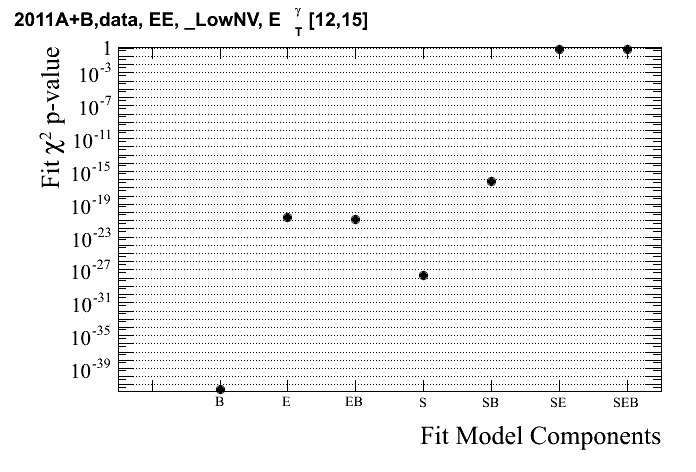 2011A+B,data, EE, _LowNV, E γ T [12,15]
Fit χ² p-value
1
10⁻³
10⁻⁷
10⁻¹¹
10⁻¹⁵
10⁻¹⁹
10⁻²³
10⁻²⁷
10⁻³¹
10⁻³⁵
10⁻³⁹
B E EB S SB SE SEB
Fit Model Components